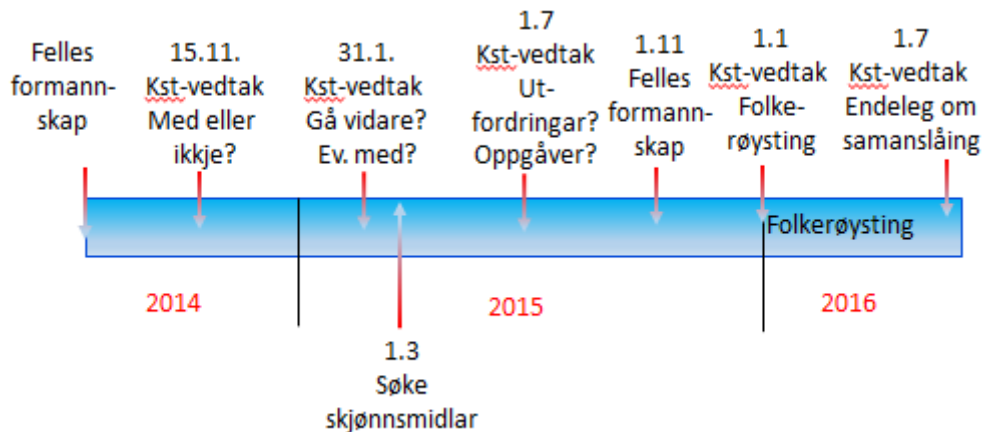 Felles
formann-
skap
15.11.
Kst-vedtak
Med eller
ikkje?
31.1.
Kst-vedtak
Gå vidare?
Ev. med?
1.7
Kst-vedtak
Ut-
fordringar?
Oppgåver?
1.11
Felles
formann-
skap
1.1
Kst-vedtak
Folke-
røysting
1.7
Kst-vedtak
Endeleg om
samanslåing
Folkerøysting
2014
2015
2016
1.3
Søke
skjønnsmidlar